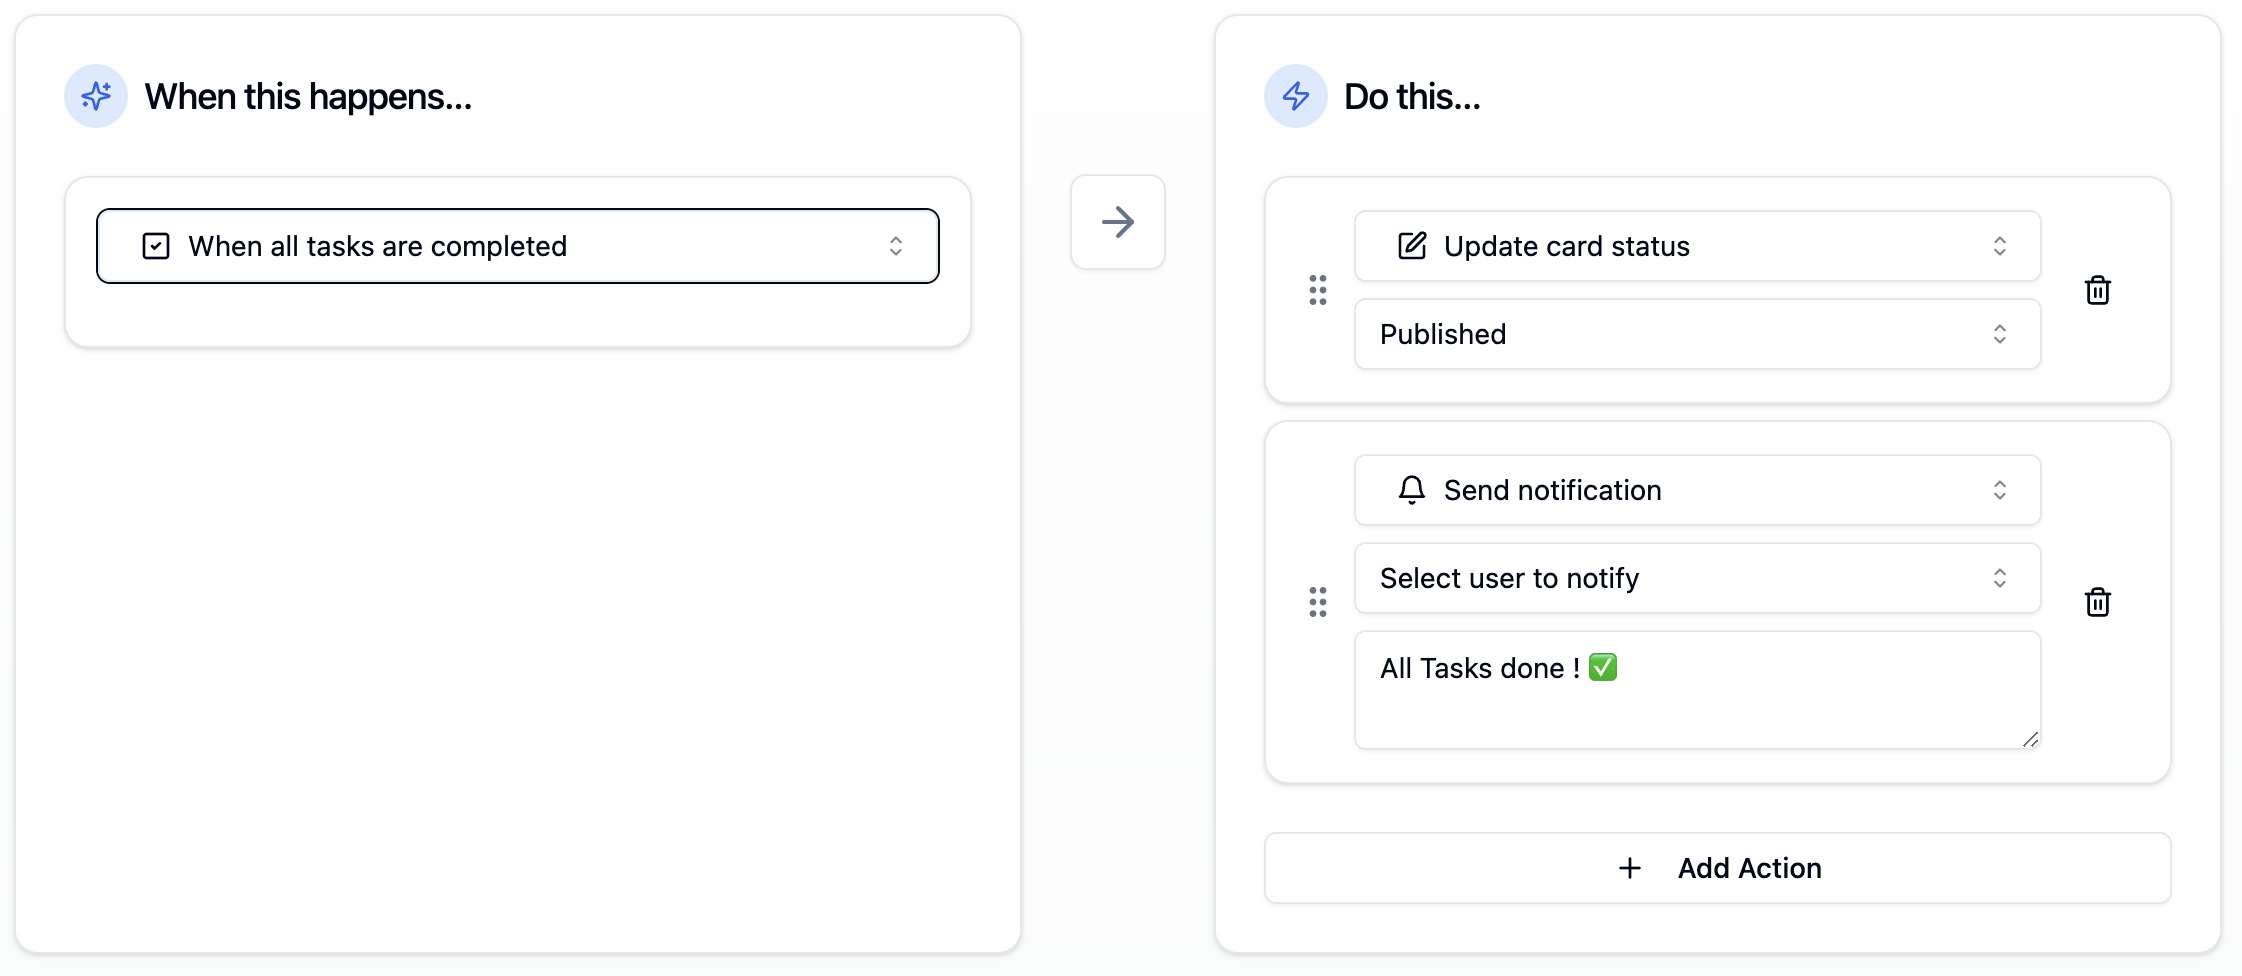 When this happens...
When all tasks are completed
Do this...
Update card status
Published
Send notification
Select user to notify
All Tasks done ! ✅
Add Action